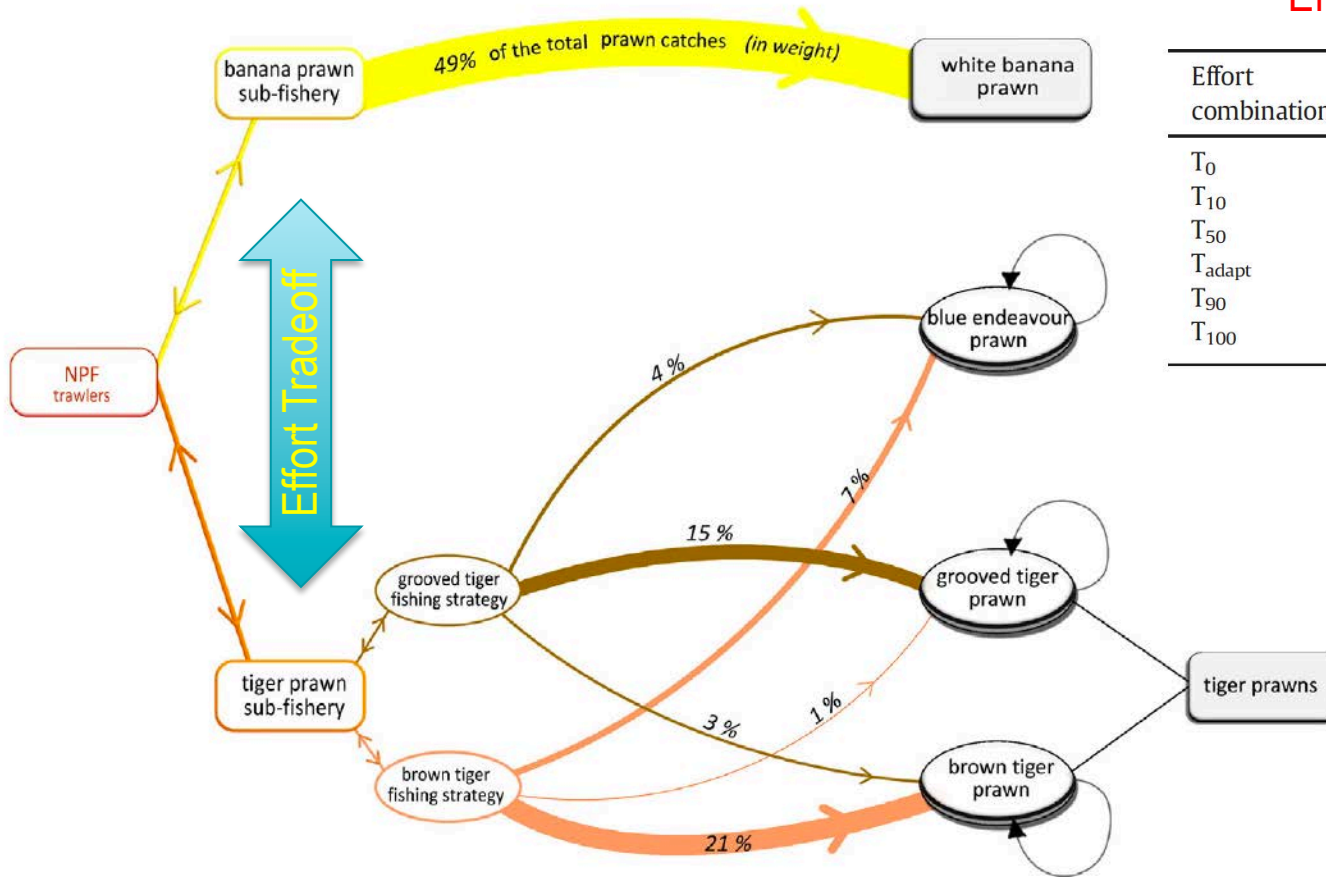 49% of the total prawn catches (in weight)
banana prawn
sub-fishery
white banana
prawn
Effort
combination
T₀
T₁₀
T₅₀
T_adapt
T₉₀
T₁₀₀
Effort Tradeoff
NPF
trawlers
blue endeavour
prawn
4 %
7 %
15 %
grooved tiger
fishing strategy
grooved tiger
prawn
tiger prawn
sub-fishery
tiger prawns
1 %
3 %
brown tiger
fishing strategy
brown tiger
prawn
21 %